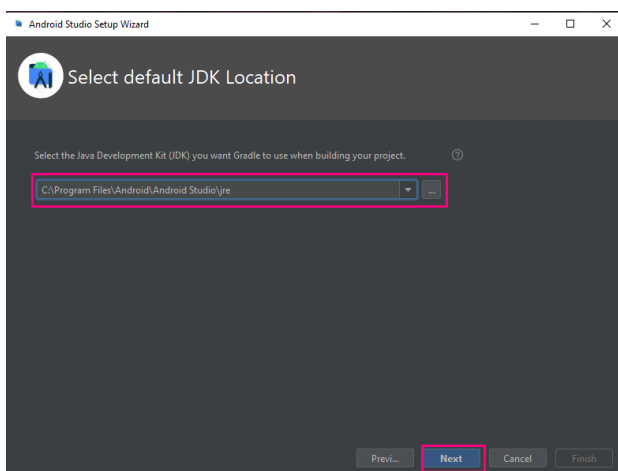 Android Studio Setup Wizard
Select default JDK Location
Select the Java Development Kit (JDK) you want Gradle to use when building your project. ?
C:\Program Files\Android\Android Studio\jre ...
Previ... Next Cancel Finish